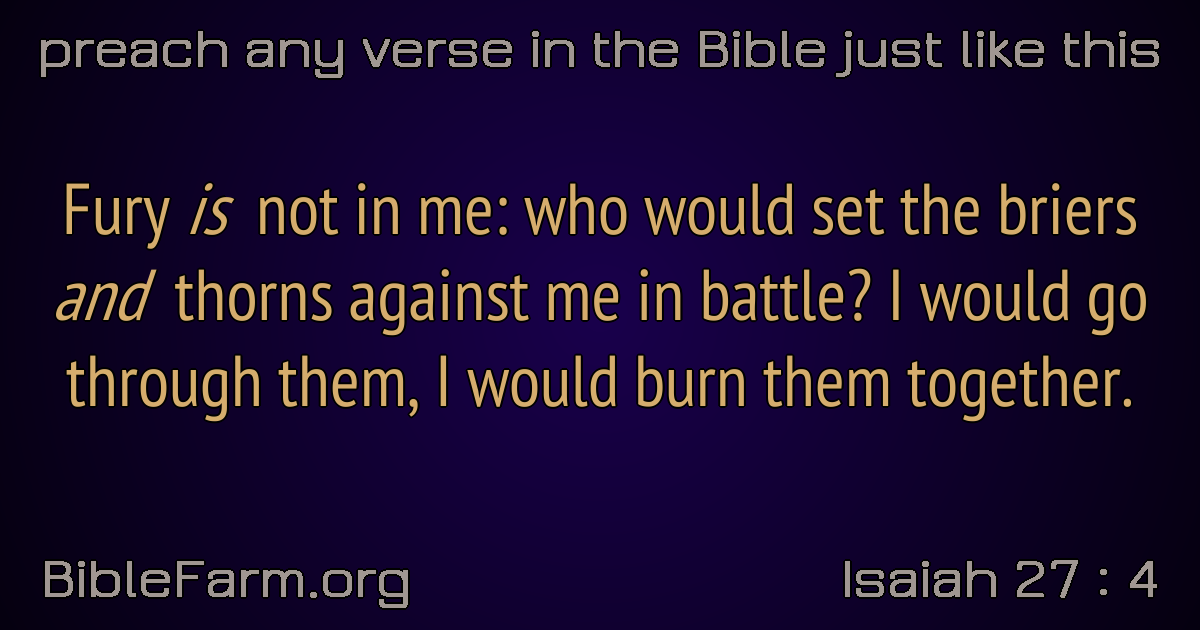 preach any verse in the Bible just like this
Fury is not in me: who would set the briers
and thorns against me in battle? I would go
through them, I would burn them together.
BibleFarm.org
Isaiah 27 : 4